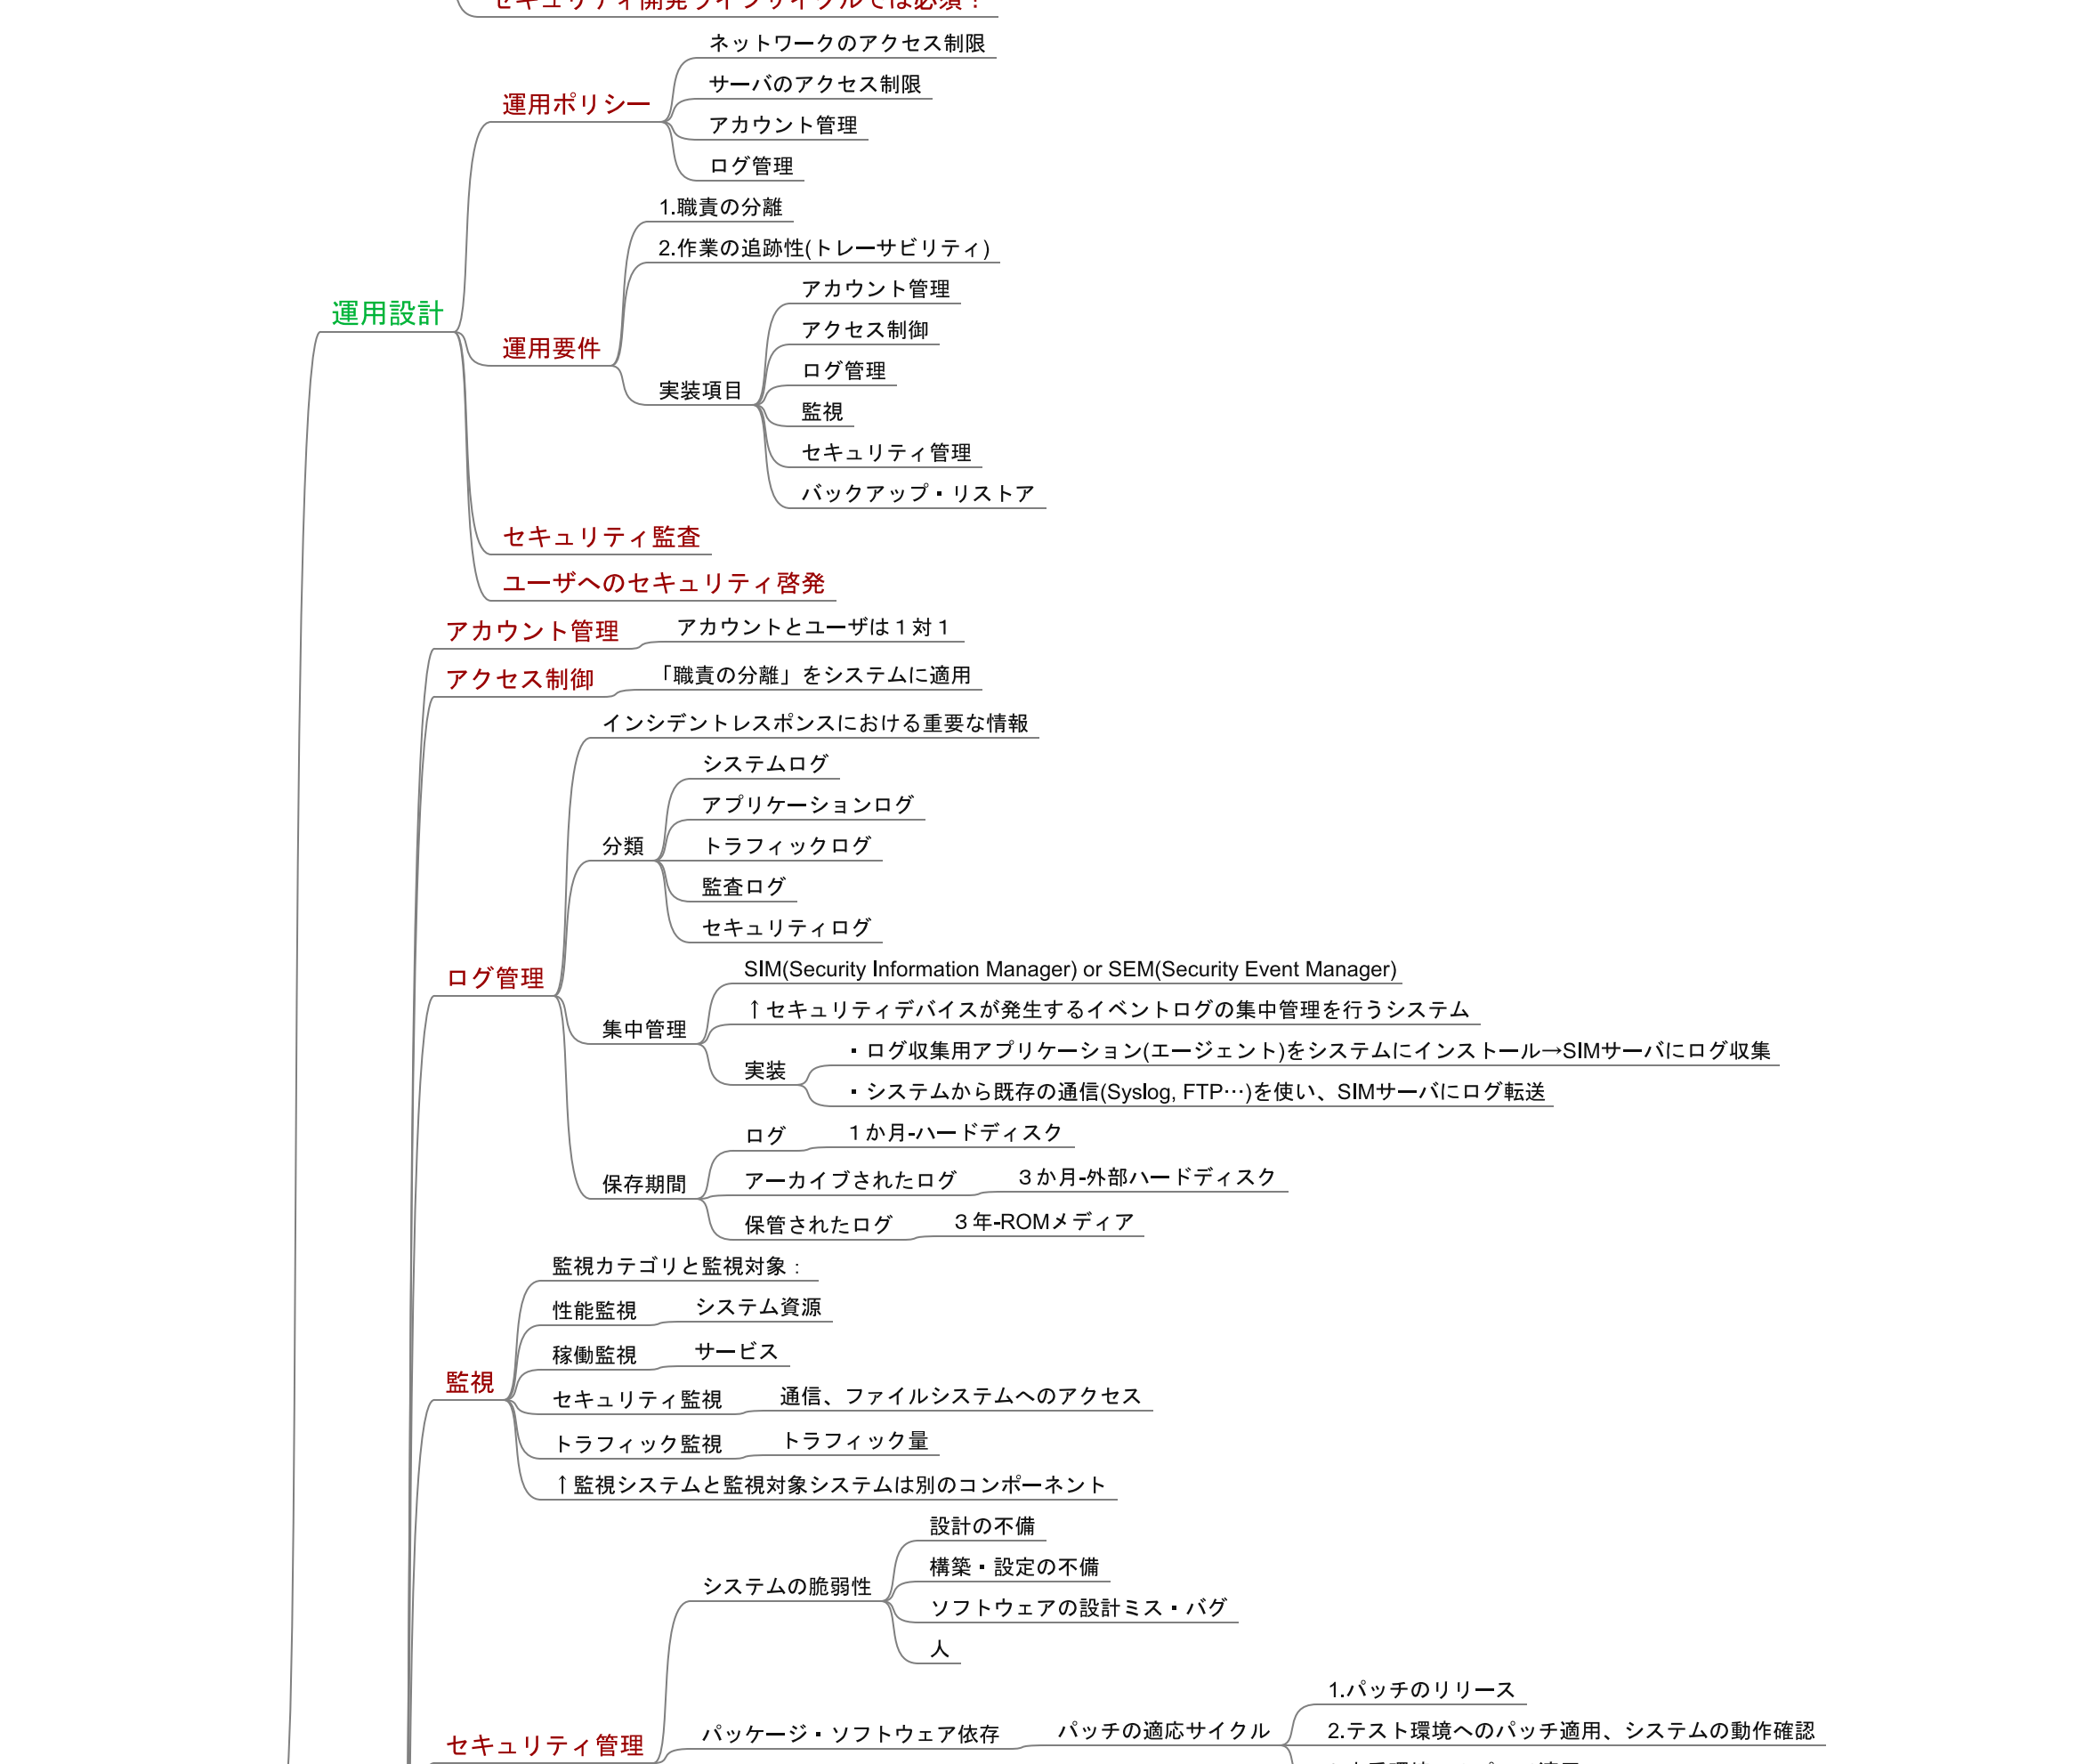 セキュリティ開発ライフサイクルでは必須！
ネットワークのアクセス制限
サーバのアクセス制限
運用ポリシー
アカウント管理
ログ管理
1.職責の分離
2.作業の追跡性(トレーサビリティ)
アカウント管理
運用設計
アクセス制御
運用要件
ログ管理
実装項目
監視
セキュリティ管理
バックアップ・リストア
セキュリティ監査
ユーザへのセキュリティ啓発
アカウント管理 アカウントとユーザは１対１
アクセス制御 「職責の分離」をシステムに適用
インシデントレスポンスにおける重要な情報
システムログ
アプリケーションログ
分類 トラフィックログ
監査ログ
セキュリティログ
ログ管理
SIM(Security Information Manager) or SEM(Security Event Manager)
↑セキュリティデバイスが発生するイベントログの集中管理を行うシステム
集中管理
・ログ収集用アプリケーション(エージェント)をシステムにインストール→SIMサーバにログ収集
実装
・システムから既存の通信(Syslog, FTP…)を使い、SIMサーバにログ転送
ログ １か月-ハードディスク
アーカイブされたログ ３か月-外部ハードディスク
保存期間
保管されたログ ３年-ROMメディア
監視カテゴリと監視対象：
性能監視 システム資源
稼働監視 サービス
監視
セキュリティ監視 通信、ファイルシステムへのアクセス
トラフィック監視 トラフィック量
↑監視システムと監視対象システムは別のコンポーネント
設計の不備
構築・設定の不備
システムの脆弱性
ソフトウェアの設計ミス・バグ
人
1.パッチのリリース
パッケージ・ソフトウェア依存 パッチの適応サイクル 2.テスト環境へのパッチ適用、システムの動作確認
セキュリティ管理